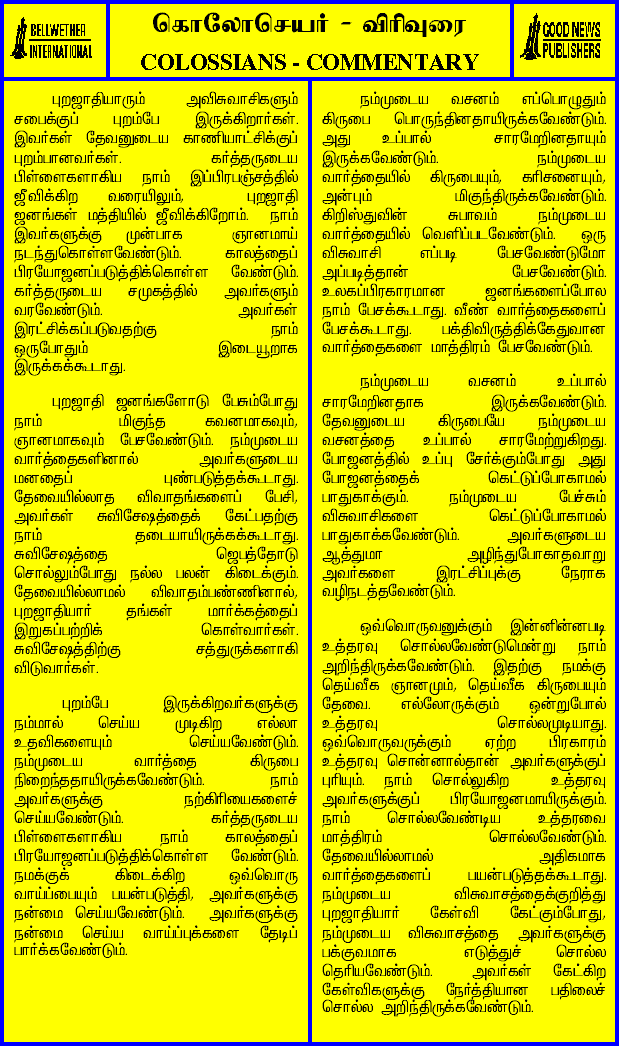 BELLWETHER
INTERNATIONAL
கொலோசெயர் - விரிவுரை
COLOSSIANS - COMMENTARY
GOOD NEWS
PUBLISHERS
புறஜாதியாரும் அவிசுவாசிகளும்
சபைக்குப் புறம்பே இருக்கிறார்கள்.
இவர்கள் தேவனுடைய காணியாட்சிக்குப்
புறம்பானவர்கள். கர்த்தருடைய
பிள்ளைகளாகிய நாம் இப்பிரபஞ்சத்தில்
ஜீவிக்கிற வரையிலும், புறஜாதி
ஜனங்கள் மத்தியில் ஜீவிக்கிறோம். நாம்
இவர்களுக்கு முன்பாக ஞானமாய்
நடந்துகொள்ளவேண்டும். காலத்தைப்
பிரயோஜனப்படுத்திக்கொள்ள வேண்டும்.
கர்த்தருடைய சமுகத்தில் அவர்களும்
வரவேண்டும். அவர்கள்
இரட்சிக்கப்படுவதற்கு நாம்
ஒருபோதும் இடையூறாக
இருக்கக்கூடாது.
புறஜாதி ஜனங்களோடு பேசும்போது
நாம் மிகுந்த கவனமாகவும்,
ஞானமாகவும் பேசவேண்டும். நம்முடைய
வார்த்தைகளினால் அவர்களுடைய
மனதைப் புண்படுத்தக்கூடாது.
தேவையில்லாத விவாதங்களைப் பேசி,
அவர்கள் சுவிசேஷத்தைக் கேட்பதற்கு
நாம் தடையாயிருக்கக்கூடாது.
சுவிசேஷத்தை ஜெபத்தோடு
சொல்லும்போது நல்ல பலன் கிடைக்கும்.
தேவையில்லாமல் விவாதம்பண்ணினால்,
புறஜாதியார் தங்கள் மார்க்கத்தைப்
இறுகப்பற்றிக் கொள்வார்கள்.
சுவிசேஷத்திற்கு சத்துருக்களாகி
விடுவார்கள்.
புறம்பே இருக்கிறவர்களுக்கு
நம்மால் செய்ய முடிகிற எல்லா
உதவிகளையும் செய்யவேண்டும்.
நம்முடைய வார்த்தை கிருபை
நிறைந்ததாயிருக்கவேண்டும். நாம்
அவர்களுக்கு நற்கிரியைகளைச்
செய்யவேண்டும். கர்த்தருடைய
பிள்ளைகளாகிய நாம் காலத்தைப்
பிரயோஜனப்படுத்திக்கொள்ள வேண்டும்.
நமக்குக் கிடைக்கிற ஒவ்வொரு
வாய்ப்பையும் பயன்படுத்தி, அவர்களுக்கு
நன்மை செய்யவேண்டும். அவர்களுக்கு
நன்மை செய்ய வாய்ப்புக்களை தேடிப்
பார்க்கவேண்டும்.
நம்முடைய வசனம் எப்பொழுதும்
கிருபை பொருந்தினதாயிருக்கவேண்டும்.
அது உப்பால் சாரமேறினதாயும்
இருக்கவேண்டும். நம்முடைய
வார்த்தையில் கிருபையும், கரிசனையும்,
அன்பும் மிகுந்திருக்கவேண்டும்.
கிறிஸ்துவின் சுபாவம் நம்முடைய
வார்த்தையில் வெளிப்படவேண்டும். ஒரு
விசுவாசி எப்படி பேசவேண்டுமோ
அப்படித்தான் பேசவேண்டும்.
உலகப்பிரகாரமான ஜனங்களைப்போல
நாம் பேசக்கூடாது. வீண் வார்த்தைகளைப்
பேசக்கூடாது. பக்திவிருத்திக்கேதுவான
வார்த்தைகளை மாத்திரம் பேசவேண்டும்.
நம்முடைய வசனம் உப்பால்
சாரமேறினதாக இருக்கவேண்டும்.
தேவனுடைய கிருபையே நம்முடைய
வசனத்தை உப்பால் சாரமேற்றுகிறது.
போஜனத்தில் உப்பு சேர்க்கும்போது அது
போஜனத்தைக் கெட்டுப்போகாமல்
பாதுகாக்கும். நம்முடைய பேச்சும்
விசுவாசிகளை கெட்டுப்போகாமல்
பாதுகாக்கவேண்டும். அவர்களுடைய
ஆத்துமா அழிந்துபோகாதவாறு
அவர்களை இரட்சிப்புக்கு நேராக
வழிநடத்தவேண்டும்.
ஒவ்வொருவனுக்கும் இன்னின்னபடி
உத்தரவு சொல்லவேண்டுமென்று நாம்
அறிந்திருக்கவேண்டும். இதற்கு நமக்கு
தெய்வீக ஞானமும், தெய்வீக கிருபையும்
தேவை. எல்லோருக்கும் ஒன்றுபோல்
உத்தரவு சொல்லமுடியாது.
ஒவ்வொருவருக்கும் ஏற்ற பிரகாரம்
உத்தரவு சொன்னால்தான் அவர்களுக்குப்
புரியும். நாம் சொல்லுகிற உத்தரவு
அவர்களுக்குப் பிரயோஜனமாயிருக்கும்.
நாம் சொல்லவேண்டிய உத்தரவை
மாத்திரம் சொல்லவேண்டும்.
தேவையில்லாமல் அதிகமாக
வார்த்தைகளைப் பயன்படுத்தக்கூடாது.
நம்முடைய விசுவாசத்தைக்குறித்து
புறஜாதியார் கேள்வி கேட்கும்போது,
நம்முடைய விசுவாசத்தை அவர்களுக்கு
பக்குவமாக எடுத்துச் சொல்ல
தெரியவேண்டும். அவர்கள் கேட்கிற
கேள்விகளுக்கு நேர்த்தியான பதிலைச்
சொல்ல அறிந்திருக்கவேண்டும்.